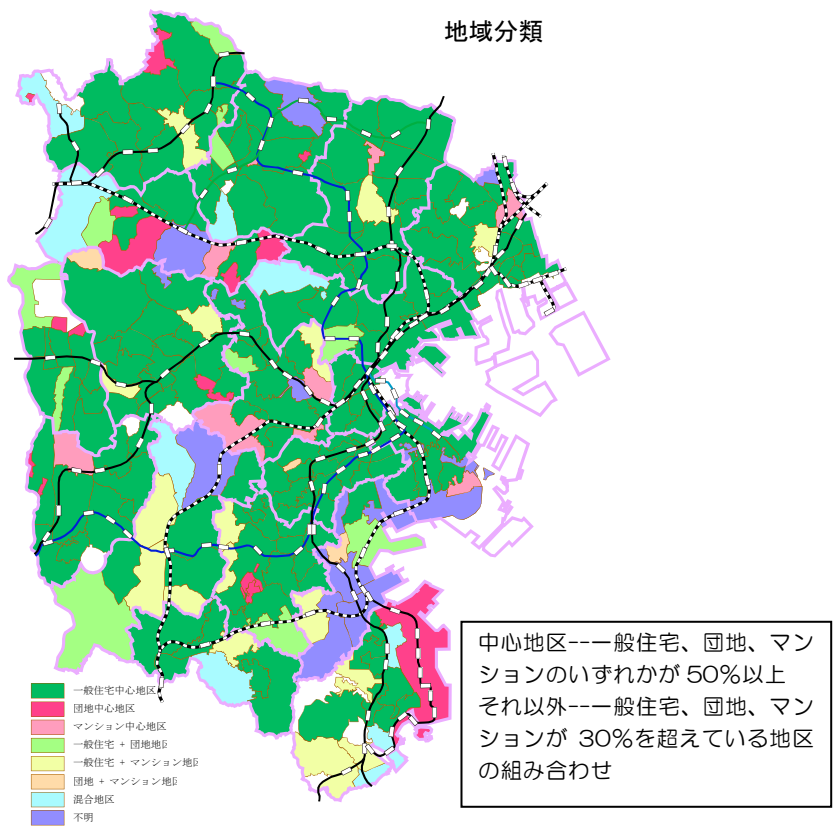 地域分類
一般住宅中心地区
団地中心地区
マンション中心地区
一般住宅 + 団地地区
一般住宅 + マンション地区
団地 + マンション地区
混合地区
不明
中心地区--一般住宅、団地、マン
ションのいずれかが 50%以上
それ以外--一般住宅、団地、マン
ションが 30%を超えている地区
の組み合わせ